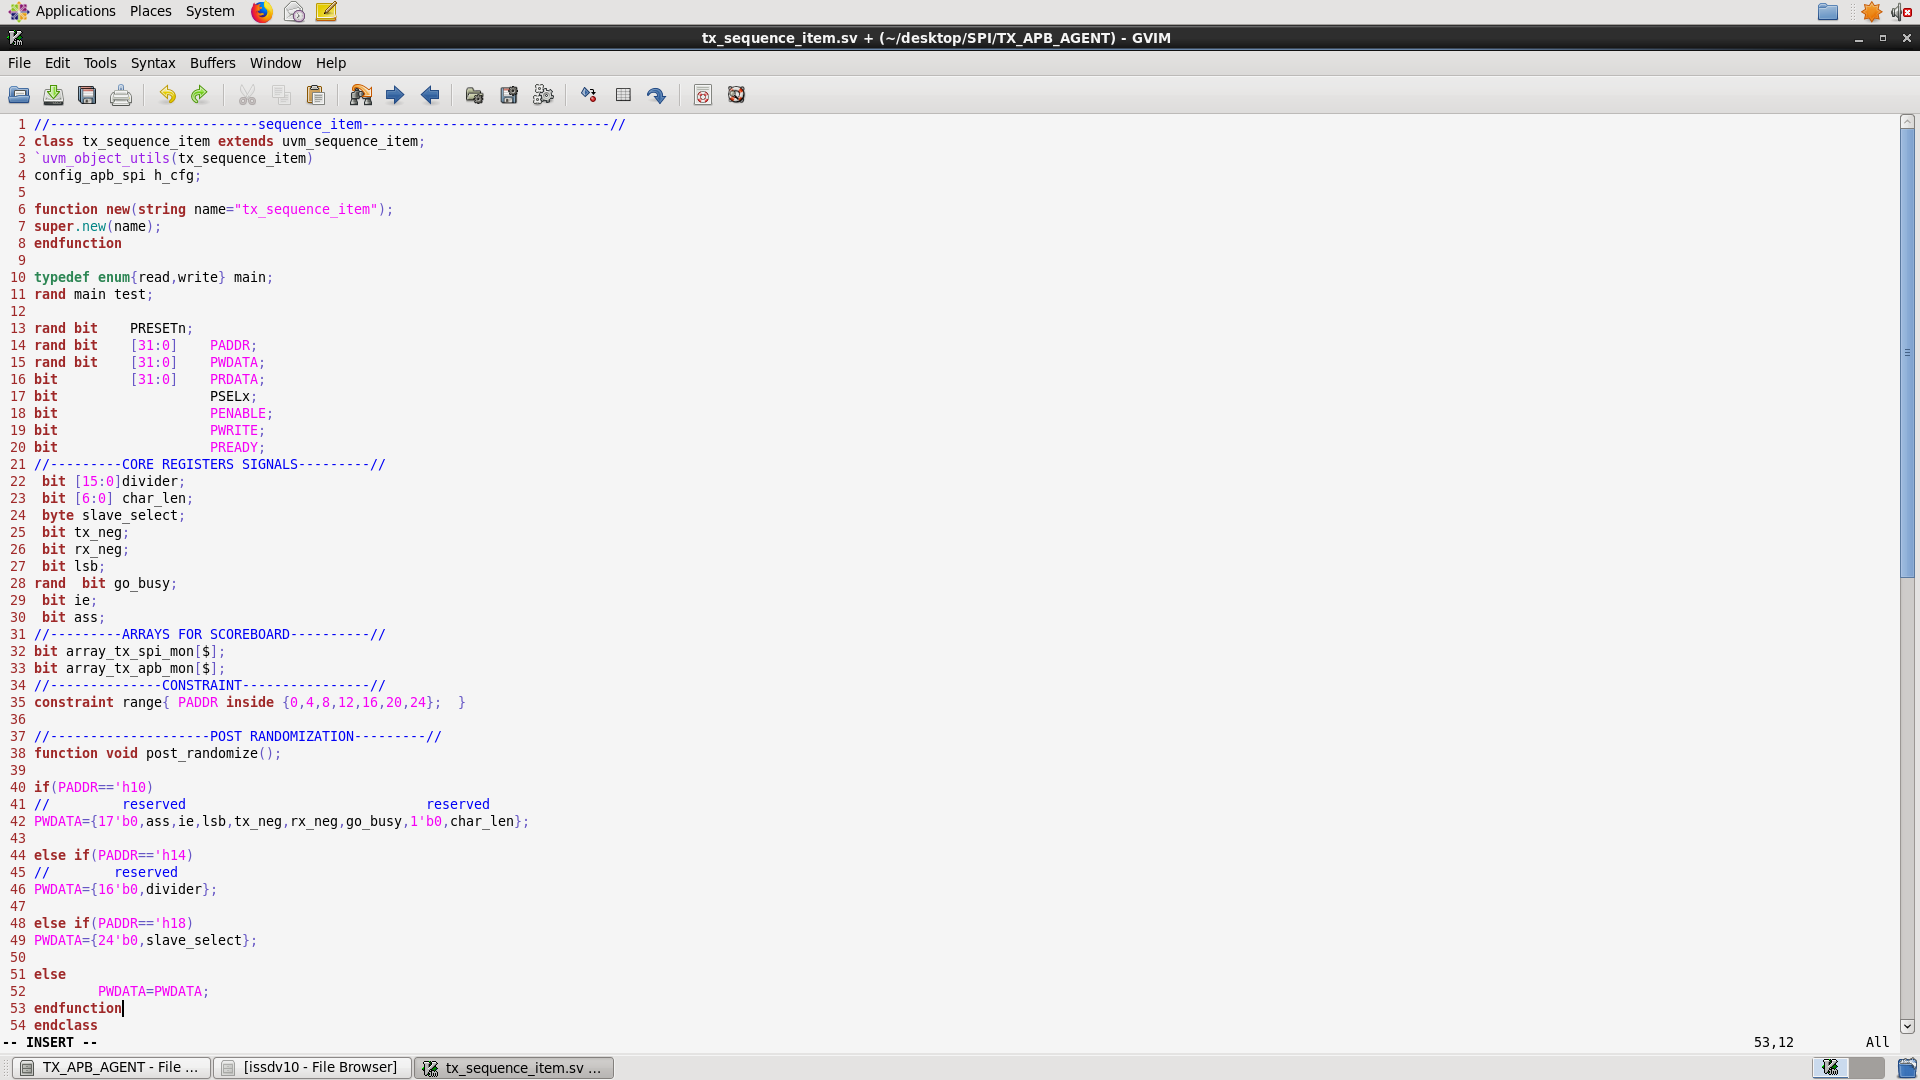 Applications Places System
tx_sequence_item.sv + (~/desktop/SPI/TX_APB_AGENT) - GVIM
File Edit Tools Syntax Buffers Window Help
1 //--------------------------sequence_item-------------------------------//
2 class tx_sequence_item extends uvm_sequence_item;
3 `uvm_object_utils(tx_sequence_item)
4 config_apb_spi h_cfg;
5
6 function new(string name="tx_sequence_item");
7 super.new(name);
8 endfunction
9
10 typedef enum{read,write} main;
11 rand main test;
12
13 rand bit    PRESETn;
14 rand bit    [31:0]    PADDR;
15 rand bit    [31:0]    PWDATA;
16 bit         [31:0]    PRDATA;
17 bit                   PSELx;
18 bit                   PENABLE;
19 bit                   PWRITE;
20 bit                   PREADY;
21 //---------CORE REGISTERS SIGNALS---------//
22  bit [15:0]divider;
23  bit [6:0] char_len;
24  byte slave_select;
25  bit tx_neg;
26  bit rx_neg;
27  bit lsb;
28 rand  bit go_busy;
29  bit ie;
30  bit ass;
31 //---------ARRAYS FOR SCOREBOARD----------//
32 bit array_tx_spi_mon[$];
33 bit array_tx_apb_mon[$];
34 //--------------CONSTRAINT----------------//
35 constraint range{ PADDR inside {0,4,8,12,16,20,24};  }
36
37 //--------------------POST RANDOMIZATION---------//
38 function void post_randomize();
39
40 if(PADDR=='h10)
41 //         reserved                              reserved
42 PWDATA={17'b0,ass,ie,lsb,tx_neg,rx_neg,go_busy,1'b0,char_len};
43
44 else if(PADDR=='h14)
45 //        reserved
46 PWDATA={16'b0,divider};
47
48 else if(PADDR=='h18)
49 PWDATA={24'b0,slave_select};
50
51 else
52         PWDATA=PWDATA;
53 endfunction
54 endclass
-- INSERT -- 53,12 All
TX_APB_AGENT - File ... [issdv10 - File Browser] tx_sequence_item.sv ...